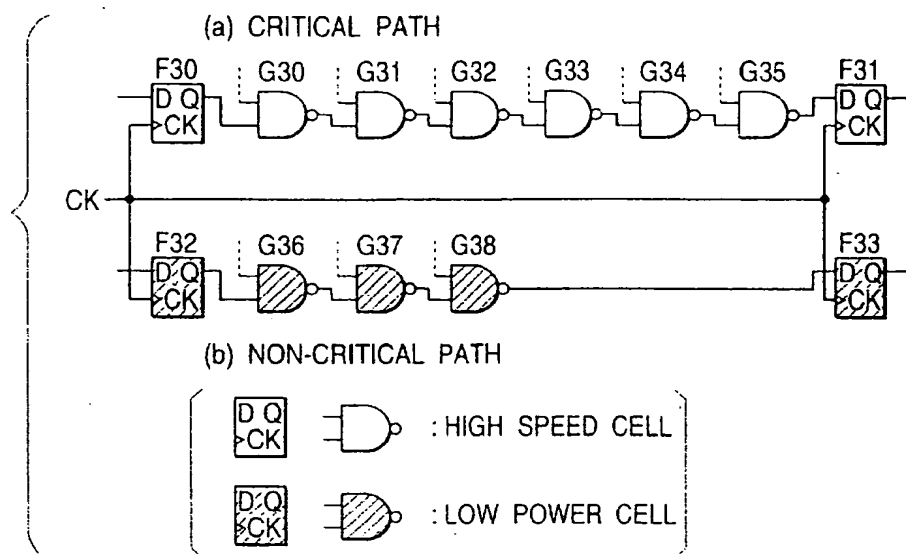 (a) CRITICAL PATH
F30 G30 G31 G32 G33 G34 G35 F31
D Q D Q
CK CK
CK
F32 G36 G37 G38 F33
D Q D Q
CK CK
(b) NON-CRITICAL PATH
D Q
CK : HIGH SPEED CELL
D Q
CK : LOW POWER CELL